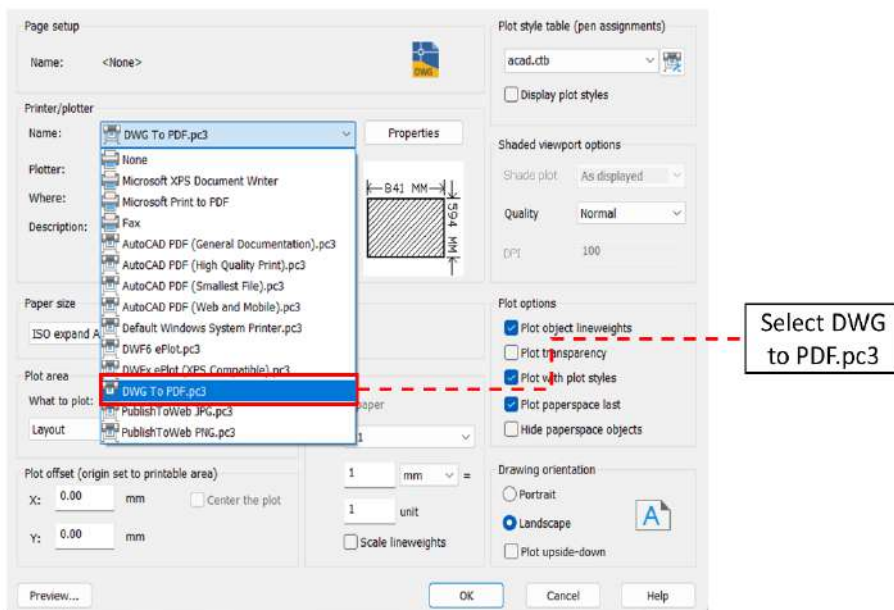 Page setup
Name: <None>
DWG
Printer/plotter
Name: DWG To PDF.pc3
Properties
None
Microsoft XPS Document Writer
Microsoft Print to PDF
Fax
AutoCAD PDF (General Documentation).pc3
AutoCAD PDF (High Quality Print).pc3
AutoCAD PDF (Smallest File).pc3
AutoCAD PDF (Web and Mobile).pc3
Default Windows System Printer.pc3
DWF6 ePlot.pc3
DWFx ePlot (XPS Compatible).pc3
DWG To PDF.pc3
PublishToWeb JPG.pc3
PublishToWeb PNG.pc3
Plotter:
Where:
Description:
841 MM
594 MM
Paper size
ISO expand A
Plot area
What to plot:
Layout
paper
1
Plot offset (origin set to printable area)
X: 0.00 mm
Center the plot
Y: 0.00 mm
1 mm =
1 unit
Scale lineweights
Preview...
Plot style table (pen assignments)
acad.ctb
Display plot styles
Shaded viewport options
Shade plot As displayed
Quality Normal
DPI 100
Plot options
Plot object lineweights
Plot transparency
Plot with plot styles
Plot paperspace last
Hide paperspace objects
Drawing orientation
Portrait
Landscape
A
Plot upside-down
OK
Cancel
Help
Select DWG
to PDF.pc3